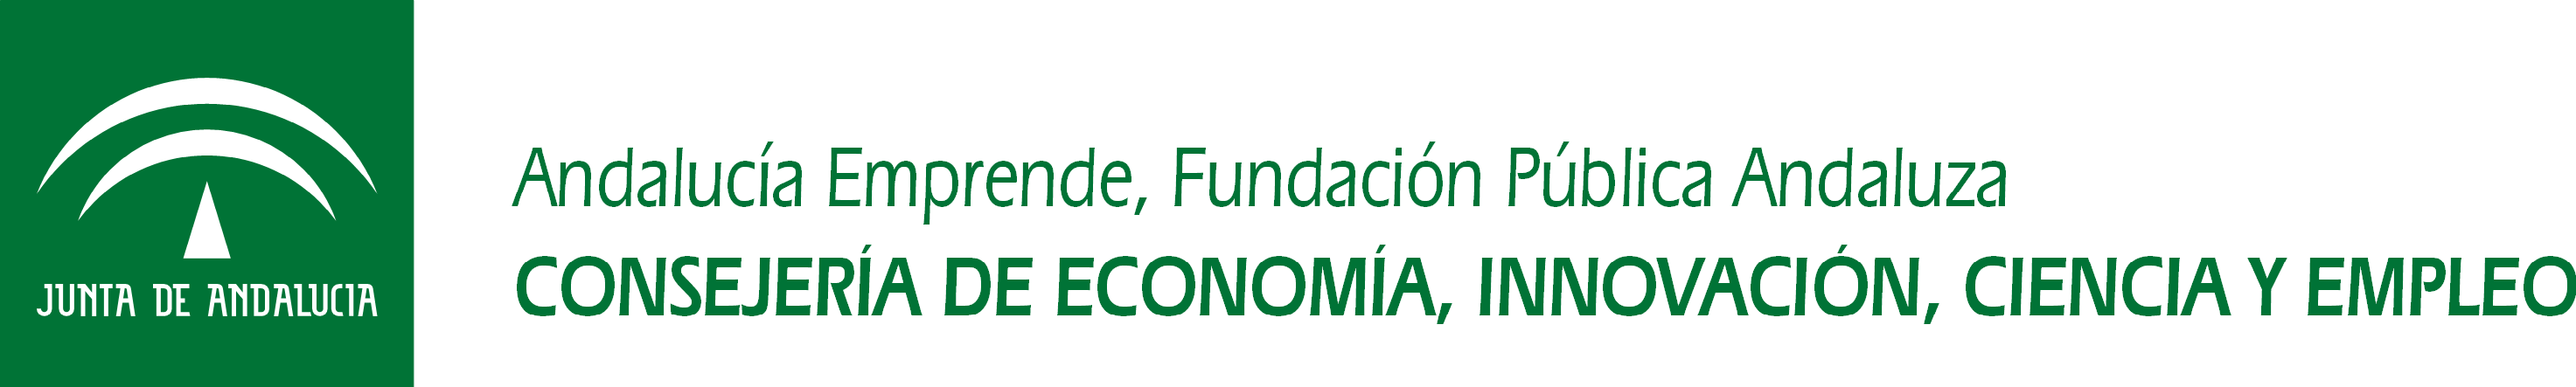 JUNTA DE ANDALUCIA
Andalucía Emprende, Fundación Pública Andaluza
CONSEJERÍA DE ECONOMÍA, INNOVACIÓN, CIENCIA Y EMPLEO